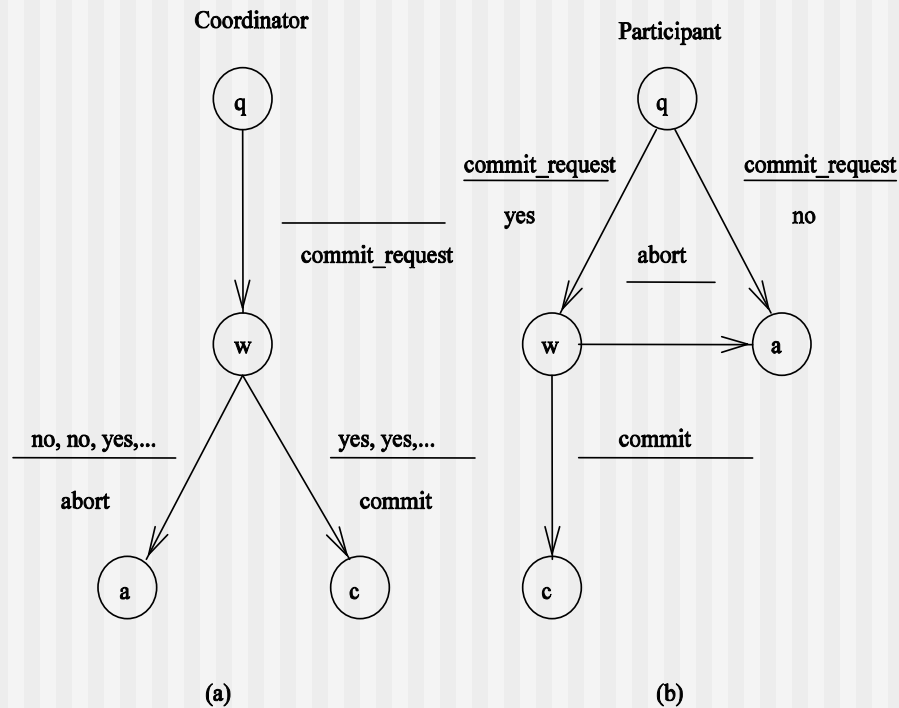 Coordinator
q
commit_request
w
no, no, yes,...
abort
yes, yes,...
commit
a
c
(a)
Participant
q
commit_request
yes
commit_request
no
abort
w
a
commit
c
(b)